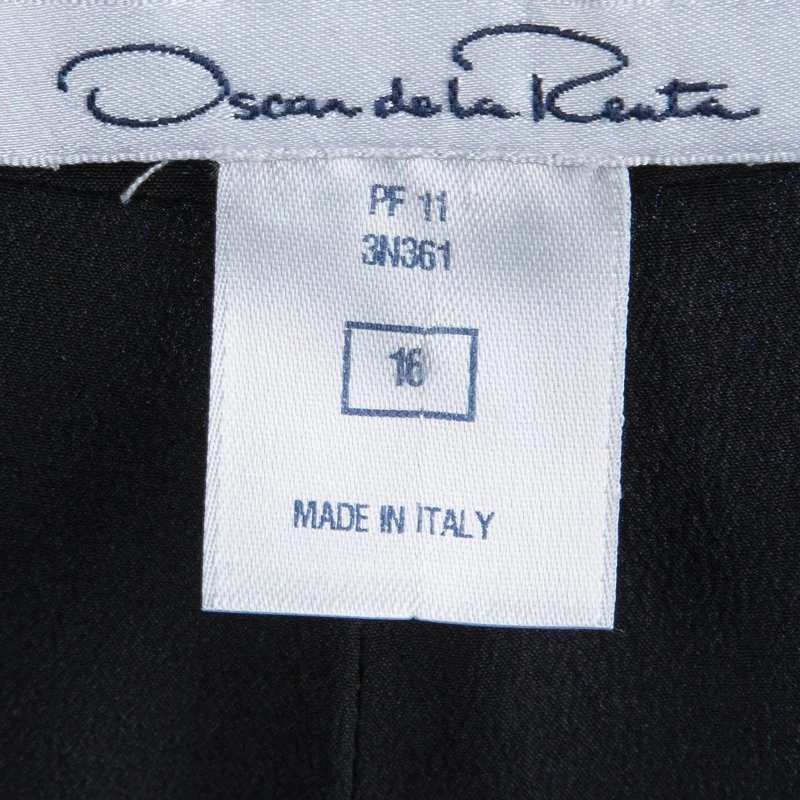 Oscar de la Renta
PF 11
3N361
16
MADE IN ITALY